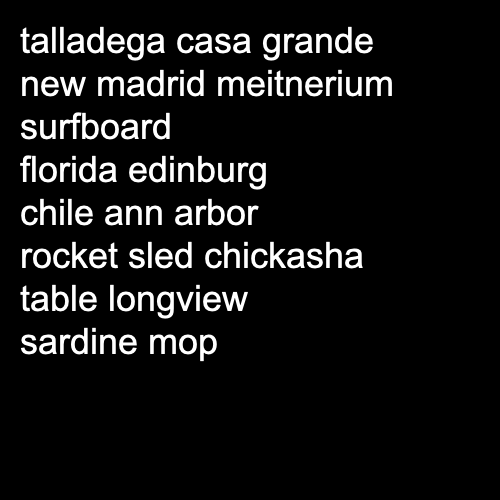 talladega casa grande
new madrid meitnerium
surfboard
florida edinburg
chile ann arbor
rocket sled chickasha
table longview
sardine mop